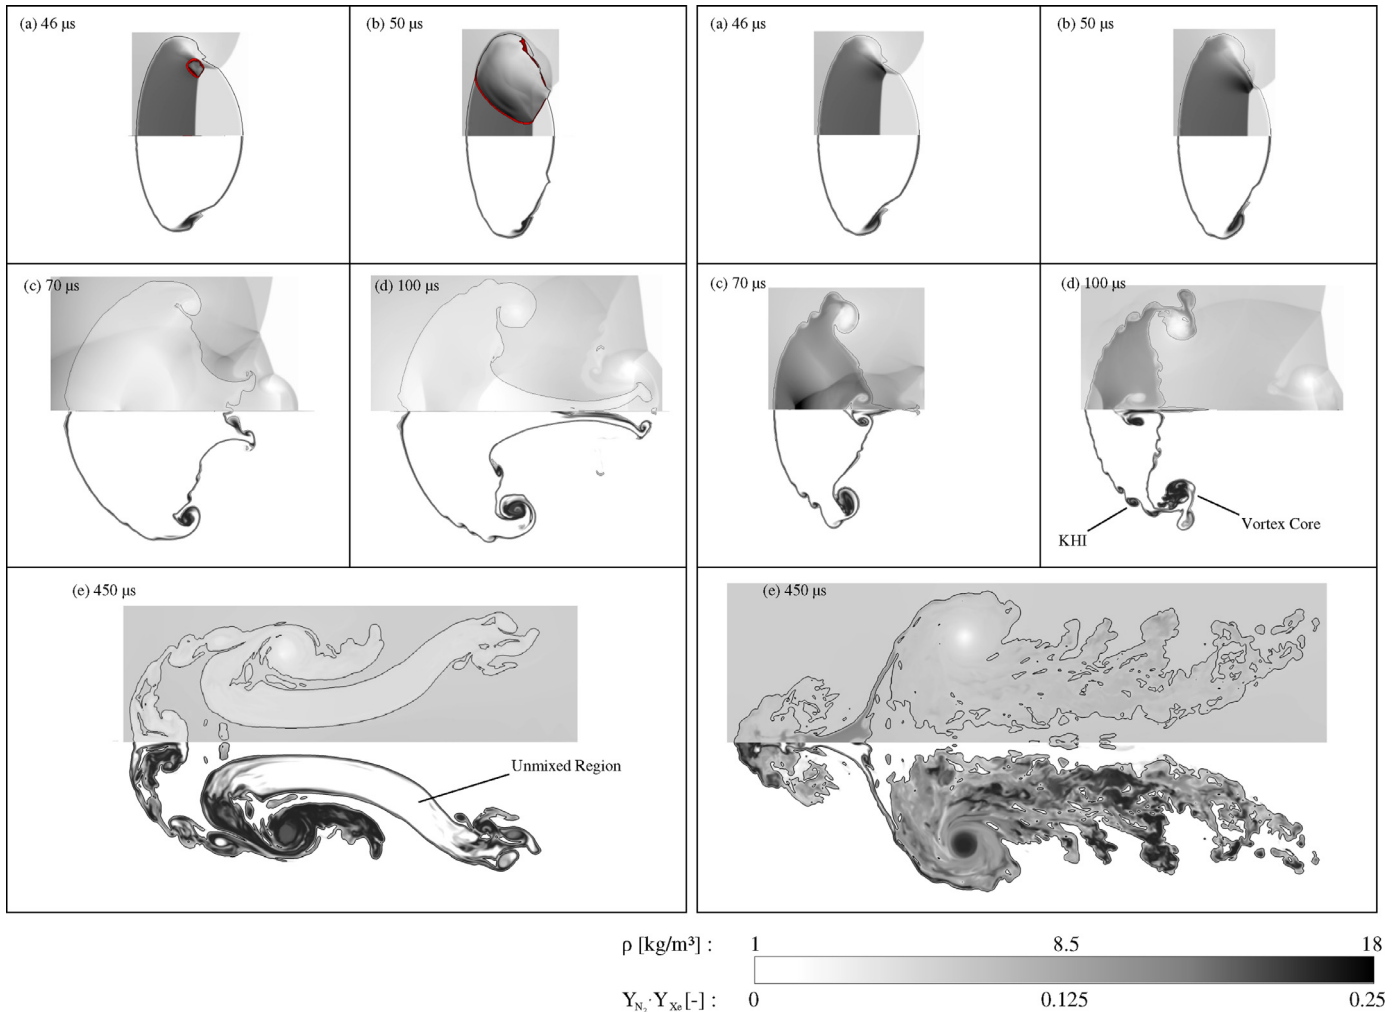 (a) 46 μs
(b) 50 μs
(a) 46 μs
(b) 50 μs
(c) 70 μs
(d) 100 μs
(c) 70 μs
(d) 100 μs
Vortex Core
KHI
(e) 450 μs
(e) 450 μs
Unmixed Region
ρ [kg/m³] : 1 8.5 18
Y_N₂·Y_Xe [-] : 0 0.125 0.25